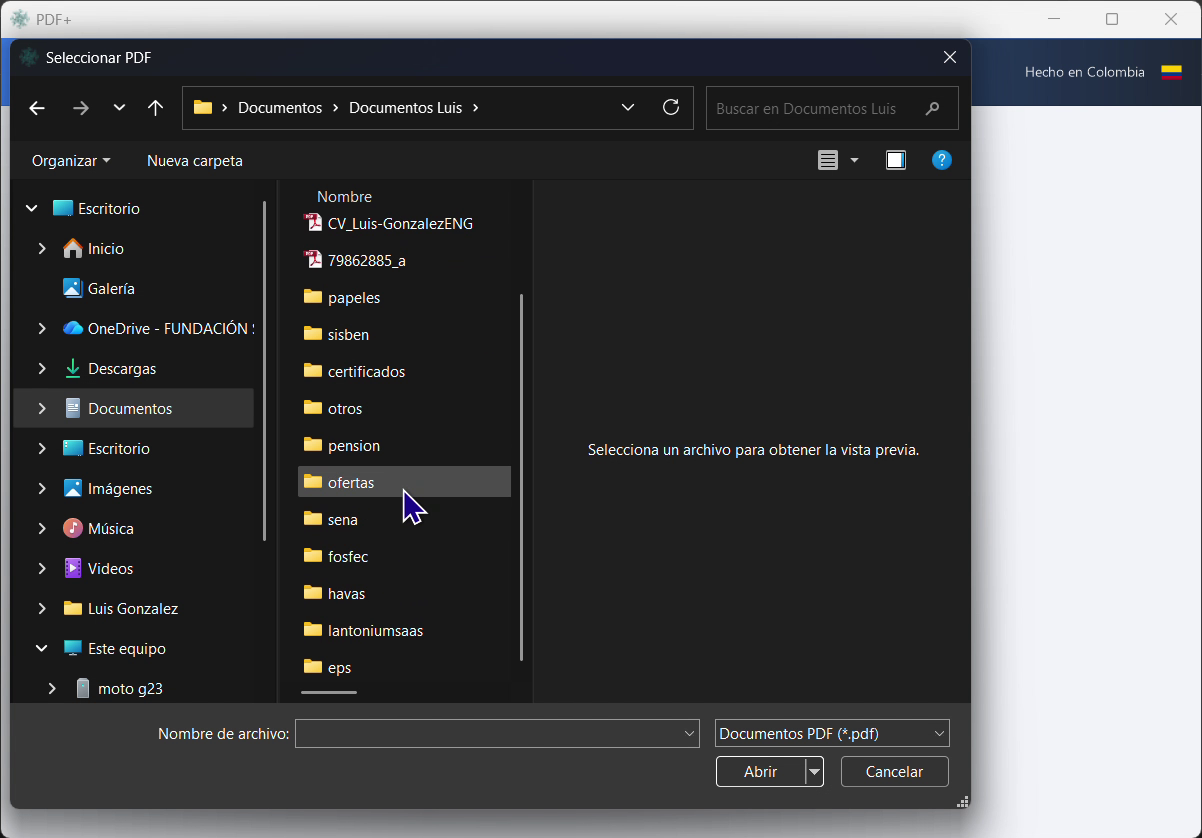 PDF+
Hecho en Colombia
Seleccionar PDF
Documentos Documentos Luis
Buscar en Documentos Luis
Organizar
Nueva carpeta
?
Escritorio
Inicio
Galería
OneDrive - FUNDACIÓN
Descargas
Documentos
Escritorio
Imágenes
Música
Videos
Luis Gonzalez
Este equipo
moto g23
Nombre
CV_Luis-GonzalezENG
79862885_a
papeles
sisben
certificados
otros
pension
ofertas
sena
fosfec
havas
lantoniumsaas
eps
Selecciona un archivo para obtener la vista previa.
Nombre de archivo:
Documentos PDF (*.pdf)
Abrir
Cancelar